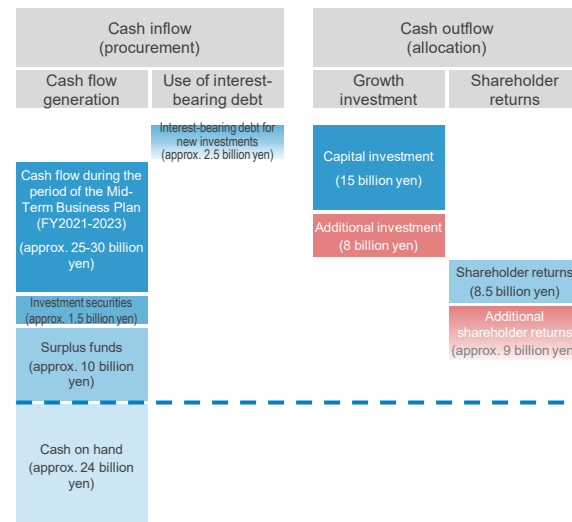 Cash inflow
(procurement)
Cash outflow
(allocation)
Cash flow
generation
Use of interest-
bearing debt
Growth
investment
Shareholder
returns
Interest-bearing debt for
new investments
(approx. 2.5 billion yen)
Cash flow during the
period of the Mid-
Term Business Plan
(FY2021-2023)
(approx. 25-30 billion
yen)
Investment securities
(approx. 1.5 billion yen)
Surplus funds
(approx. 10 billion
yen)
Cash on hand
(approx. 24 billion
yen)
Capital investment
(15 billion yen)
Additional investment
(8 billion yen)
Shareholder returns
(8.5 billion yen)
Additional
shareholder returns
(approx. 9 billion yen